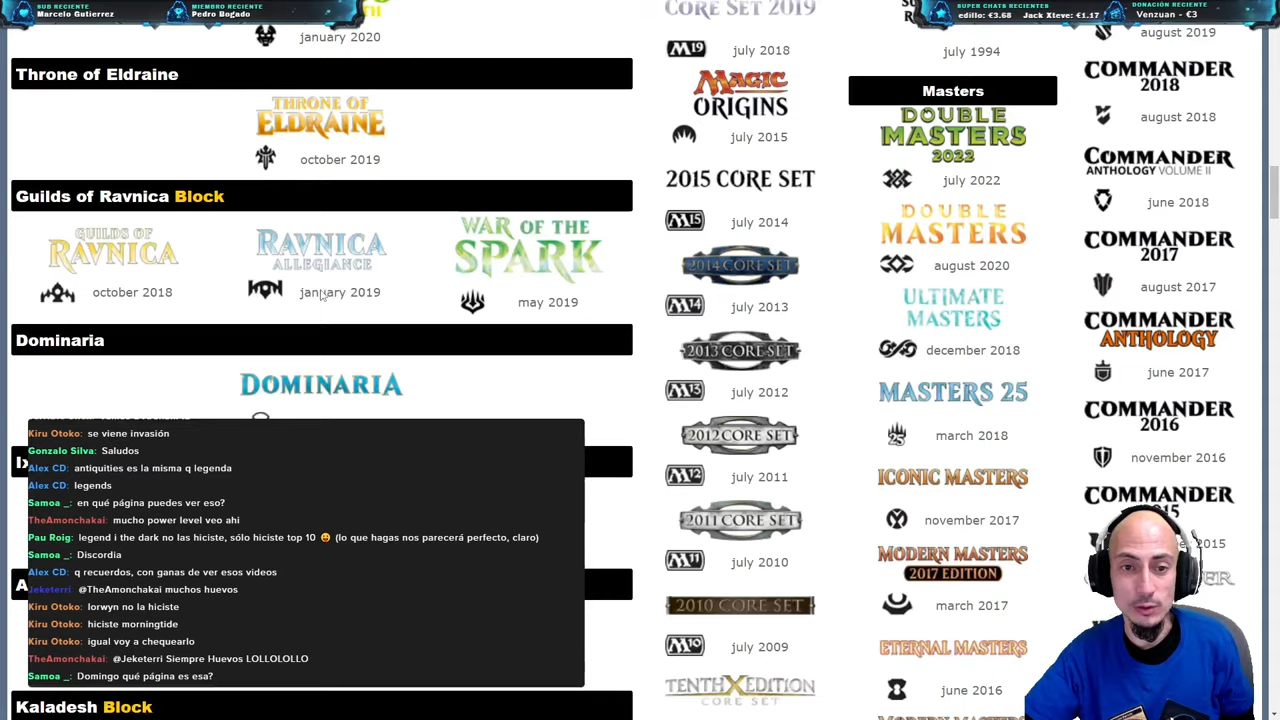 SUB RECIENTE
Marcelo Gutierrez
MIEMBRO RECIENTE
Pedro Bogado
SUPER CHATS RECIENTES
edillo: €3.68 Jack Xteve: €1.17
DONACIÓN RECIENTE
Venzuan - €3
january 2020
Throne of Eldraine
THRONE OF
ELDRAINE
october 2019
Guilds of Ravnica Block
GUILDS OF
RAVNICA
october 2018
RAVNICA
ALLEGIANCE
january 2019
WAR OF THE
SPARK
may 2019
Dominaria
DOMINARIA
Kiru Otoko: se viene invasión
Gonzalo Silva: Saludos
Alex CD: antiquities es la misma q legenda
Alex CD: legends
Samoa _: en qué página puedes ver eso?
TheAmonchakai: mucho power level veo ahi
Pau Roig: legend i the dark no las hiciste, sólo hiciste top 10 😛 (lo que hagas nos parecerá perfecto, claro)
Samoa _: Discordia
Alex CD: q recuerdos, con ganas de ver esos videos
Jeketerri: @TheAmonchakai muchos huevos
Kiru Otoko: lorwyn no la hiciste
Kiru Otoko: hiciste morningtide
Kiru Otoko: igual voy a chequearlo
TheAmonchakai: @Jeketerri Siempre Huevos LOLLOLOLLO
Samoa _: Domingo qué página es esa?
Kaladesh Block
CORE SET 2019
M19
july 2018
MAGIC
ORIGINS
july 2015
2015 CORE SET
M15
july 2014
2014 CORE SET
M14
july 2013
2013 CORE SET
M13
july 2012
2012 CORE SET
M12
july 2011
2011 CORE SET
M11
july 2010
2010 CORE SET
M10
july 2009
TENTH EDITION
CORE SET
july 1994
Masters
DOUBLE
MASTERS
2022
july 2022
DOUBLE
MASTERS
august 2020
ULTIMATE
MASTERS
december 2018
MASTERS 25
25
march 2018
ICONIC MASTERS
november 2017
MODERN MASTERS
2017 EDITION
march 2017
ETERNAL MASTERS
june 2016
august 2019
COMMANDER
2018
august 2018
COMMANDER
ANTHOLOGY VOLUME II
june 2018
COMMANDER
2017
august 2017
COMMANDER
ANTHOLOGY
june 2017
COMMANDER
2016
november 2016
COMMANDER
2015
2015